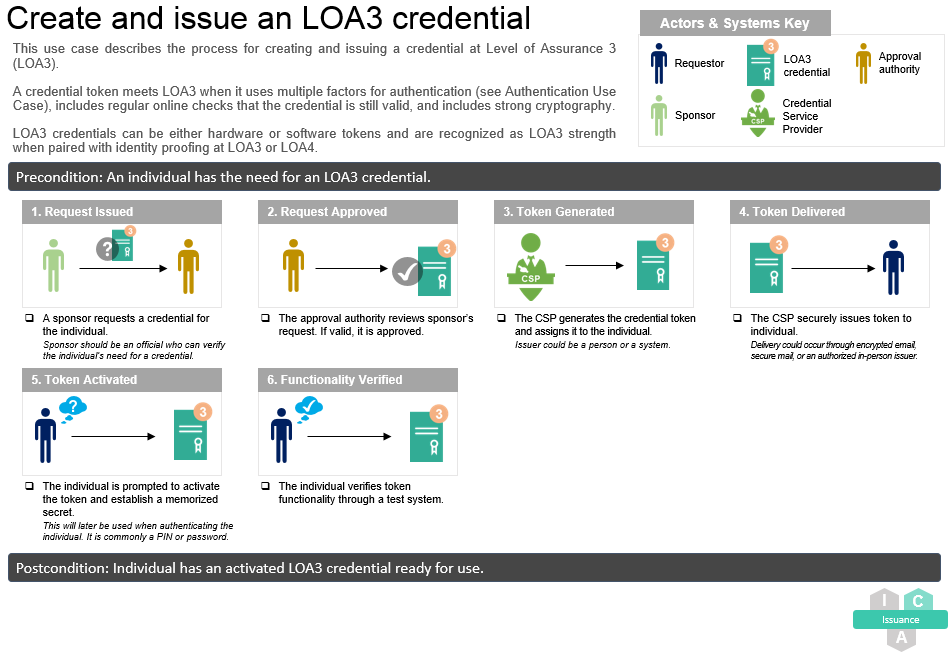 Create and issue an LOA3 credential
This use case describes the process for creating and issuing a credential at Level of Assurance 3
(LOA3).
A credential token meets LOA3 when it uses multiple factors for authentication (see Authentication Use
Case), includes regular online checks that the credential is still valid, and includes strong cryptography.
LOA3 credentials can be either hardware or software tokens and are recognized as LOA3 strength
when paired with identity proofing at LOA3 or LOA4.
Actors & Systems Key
Requestor
3
LOA3
credential
Approval
authority
Sponsor
CSP
Credential
Service
Provider
Precondition: An individual has the need for an LOA3 credential.
1. Request Issued
? 3
A sponsor requests a credential for
the individual.
Sponsor should be an official who can verify
the individual's need for a credential.
2. Request Approved
3
The approval authority reviews sponsor's
request. If valid, it is approved.
3. Token Generated
CSP
3
The CSP generates the credential token
and assigns it to the individual.
Issuer could be a person or a system.
4. Token Delivered
3
The CSP securely issues token to
individual.
Delivery could occur through encrypted email,
secure mail, or an authorized in-person issuer.
5. Token Activated
?
3
The individual is prompted to activate
the token and establish a memorized
secret.
This will later be used when authenticating the
individual. It is commonly a PIN or password.
6. Functionality Verified
3
The individual verifies token
functionality through a test system.
Postcondition: Individual has an activated LOA3 credential ready for use.
I C
Issuance
A